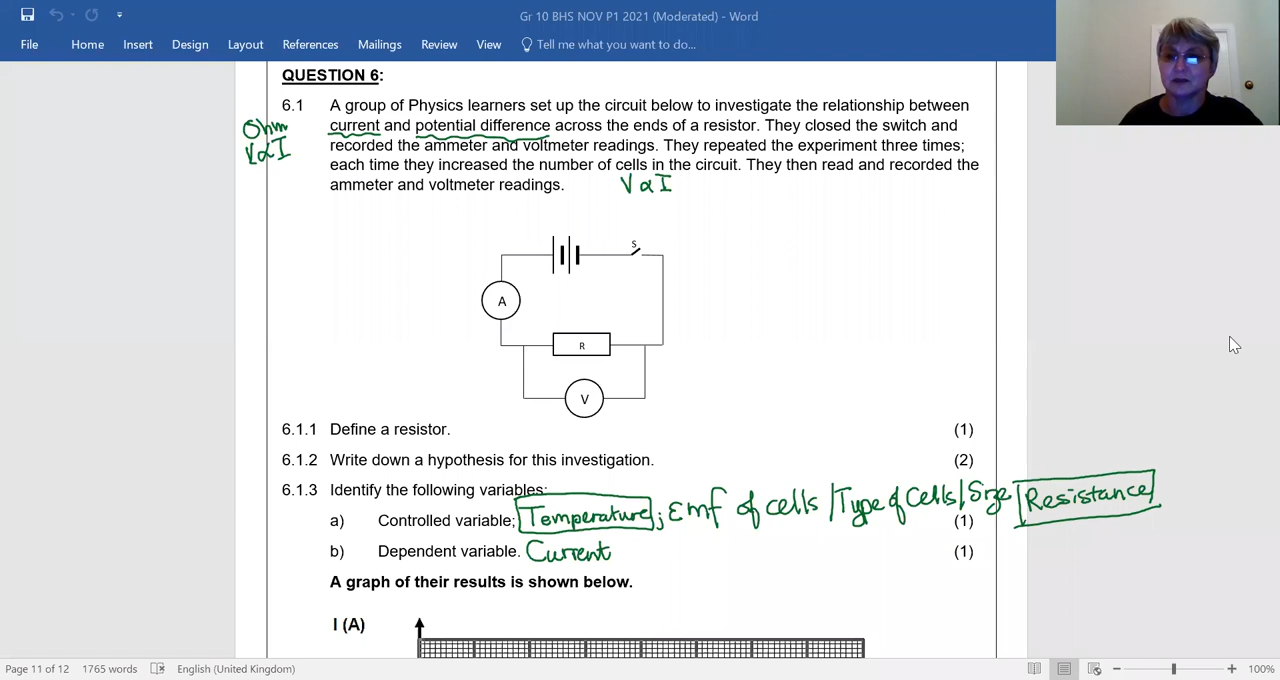 Gr 10 BHS NOV P1 2021 (Moderated) - Word
File Home Insert Design Layout References Mailings Review View Tell me what you want to do...
QUESTION 6:
6.1 A group of Physics learners set up the circuit below to investigate the relationship between
current and potential difference across the ends of a resistor. They closed the switch and
recorded the ammeter and voltmeter readings. They repeated the experiment three times;
each time they increased the number of cells in the circuit. They then read and recorded the
ammeter and voltmeter readings.
Ohm
V∝I
V∝I
S
A
R
V
6.1.1 Define a resistor. (1)
6.1.2 Write down a hypothesis for this investigation. (2)
6.1.3 Identify the following variables:
a) Controlled variable; Temperature; Emf of cells / Type of Cells / Size Resistance (1)
b) Dependent variable. Current (1)
A graph of their results is shown below.
I (A)
Page 11 of 12 1765 words English (United Kingdom) 100%